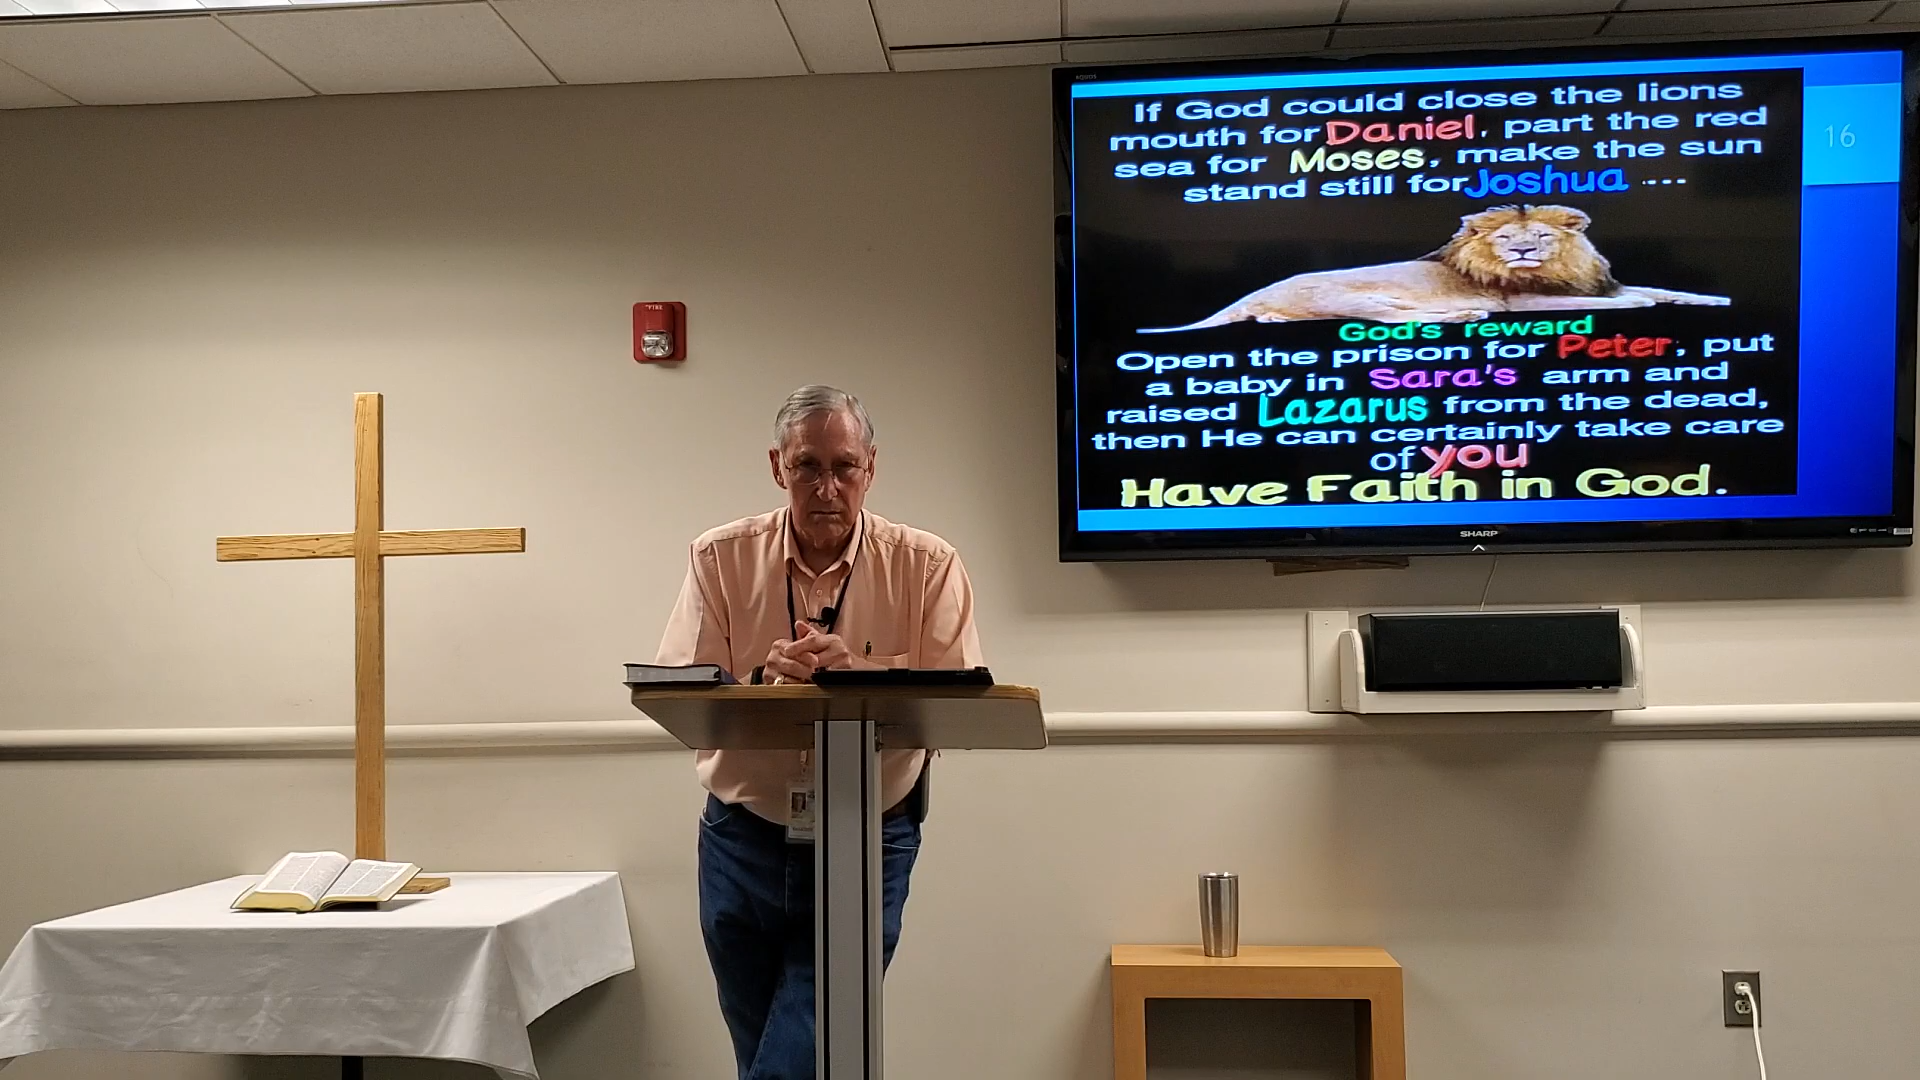 AQUOS
If God could close the lions
mouth for Daniel, part the red
sea for Moses, make the sun
stand still for Joshua ....
16
God's reward
Open the prison for Peter, put
a baby in Sara's arm and
raised Lazarus from the dead,
then He can certainly take care
of you
Have Faith in God.
SHARP
FIRE